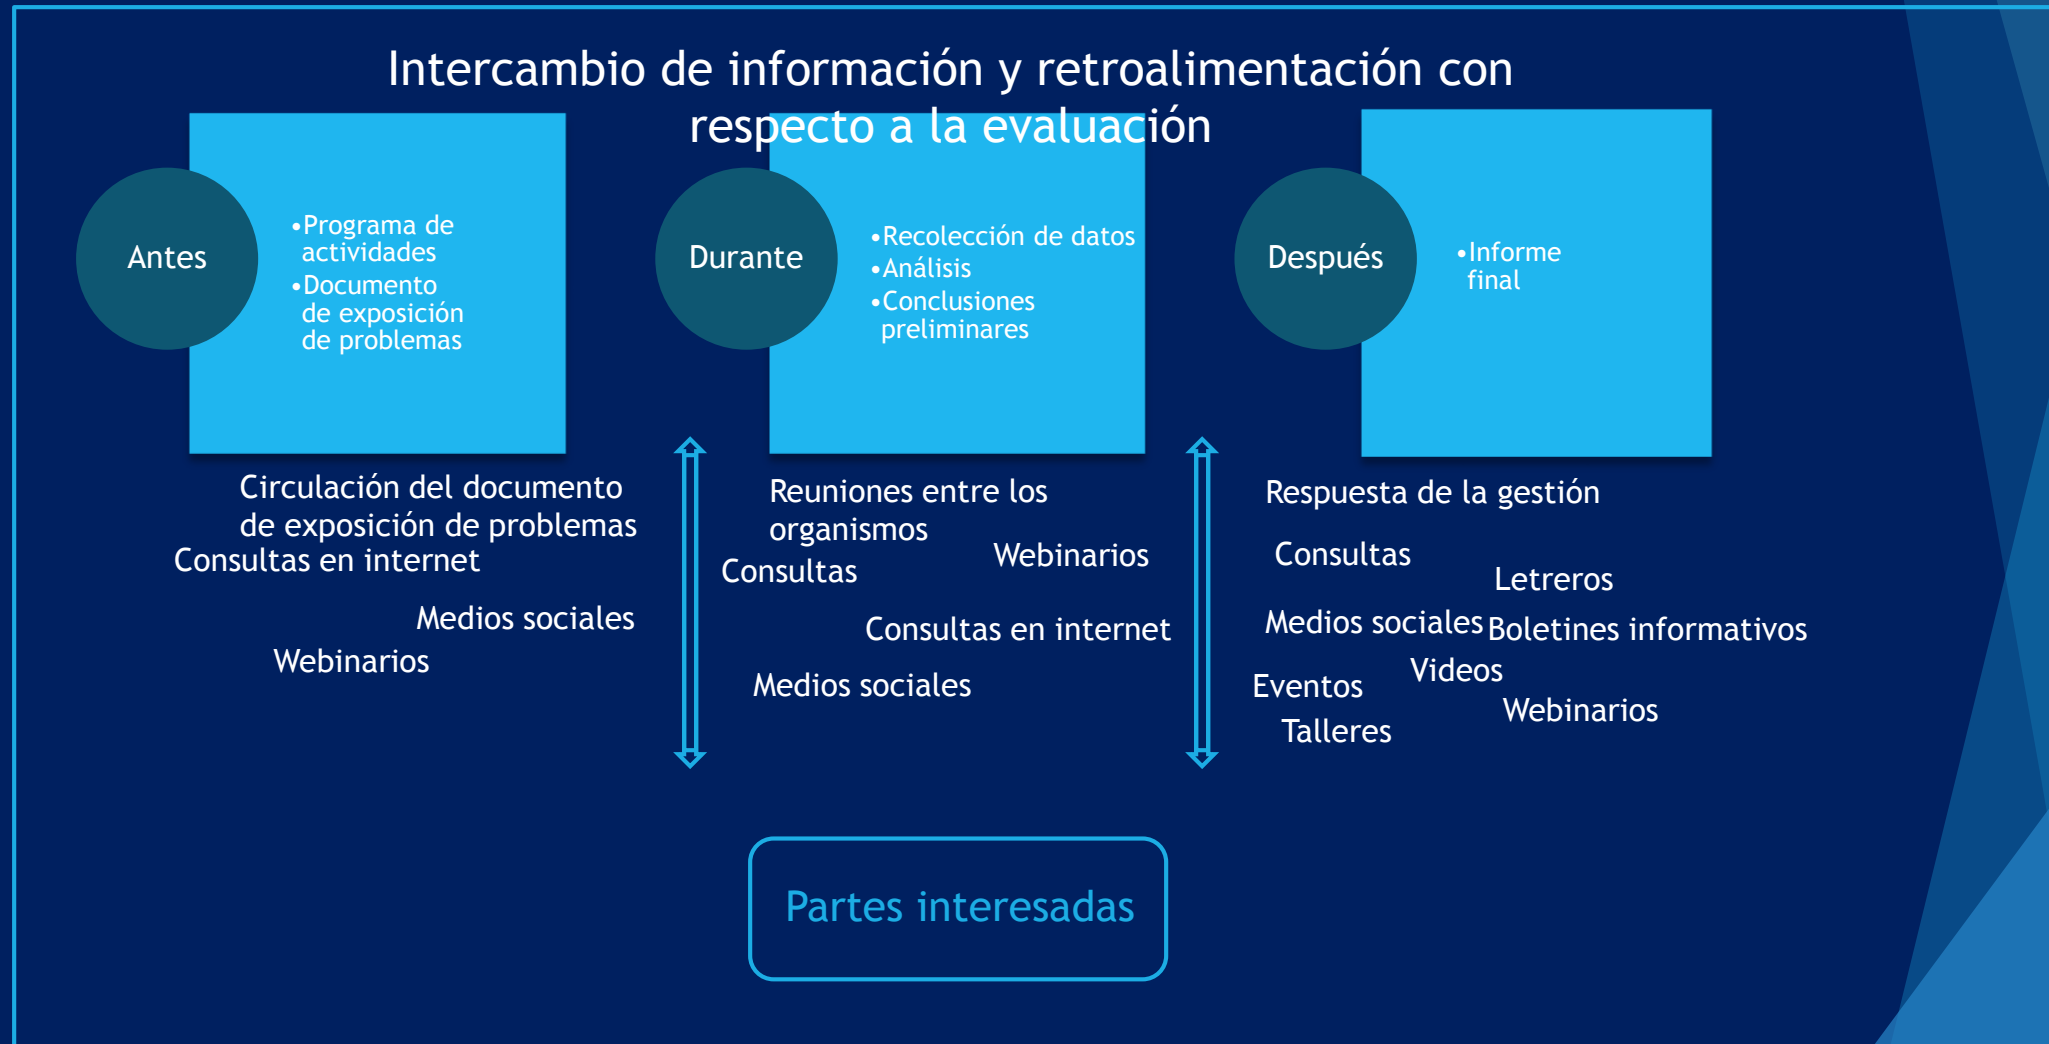 Intercambio de información y retroalimentación con
respecto a la evaluación
Antes
•Programa de
actividades
•Documento
de exposición
de problemas
Durante
•Recolección de datos
•Análisis
•Conclusiones
preliminares
Después
•Informe
final
Circulación del documento
de exposición de problemas
Consultas en internet
Medios sociales
Webinarios
Reuniones entre los
organismos
Webinarios
Consultas
Consultas en internet
Medios sociales
Respuesta de la gestión
Consultas
Letreros
Medios sociales
Boletines informativos
Videos
Eventos
Webinarios
Talleres
Partes interesadas